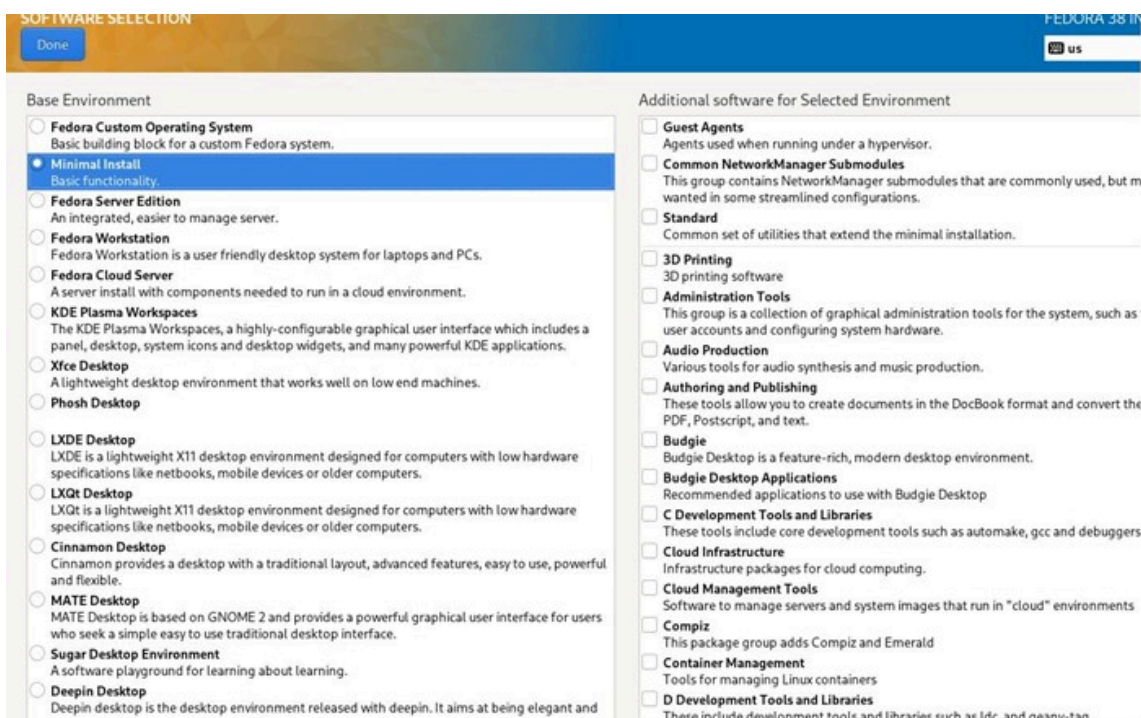 SOFTWARE SELECTION
FEDORA 38 IN
Done
us
Base Environment
Fedora Custom Operating System
Basic building block for a custom Fedora system.
Minimal Install
Basic functionality.
Fedora Server Edition
An integrated, easier to manage server.
Fedora Workstation
Fedora Workstation is a user friendly desktop system for laptops and PCs.
Fedora Cloud Server
A server install with components needed to run in a cloud environment.
KDE Plasma Workspaces
The KDE Plasma Workspaces, a highly-configurable graphical user interface which includes a
panel, desktop, system icons and desktop widgets, and many powerful KDE applications.
Xfce Desktop
A lightweight desktop environment that works well on low end machines.
Phosh Desktop
LXDE Desktop
LXDE is a lightweight X11 desktop environment designed for computers with low hardware
specifications like netbooks, mobile devices or older computers.
LXQt Desktop
LXQt is a lightweight X11 desktop environment designed for computers with low hardware
specifications like netbooks, mobile devices or older computers.
Cinnamon Desktop
Cinnamon provides a desktop with a traditional layout, advanced features, easy to use, powerful
and flexible.
MATE Desktop
MATE Desktop is based on GNOME 2 and provides a powerful graphical user interface for users
who seek a simple easy to use traditional desktop interface.
Sugar Desktop Environment
A software playground for learning about learning.
Deepin Desktop
Deepin desktop is the desktop environment released with deepin. It aims at being elegant and
Additional software for Selected Environment
Guest Agents
Agents used when running under a hypervisor.
Common NetworkManager Submodules
This group contains NetworkManager submodules that are commonly used, but m
wanted in some streamlined configurations.
Standard
Common set of utilities that extend the minimal installation.
3D Printing
3D printing software
Administration Tools
This group is a collection of graphical administration tools for the system, such as
user accounts and configuring system hardware.
Audio Production
Various tools for audio synthesis and music production.
Authoring and Publishing
These tools allow you to create documents in the DocBook format and convert the
PDF, Postscript, and text.
Budgie
Budgie Desktop is a feature-rich, modern desktop environment.
Budgie Desktop Applications
Recommended applications to use with Budgie Desktop
C Development Tools and Libraries
These tools include core development tools such as automake, gcc and debuggers
Cloud Infrastructure
Infrastructure packages for cloud computing.
Cloud Management Tools
Software to manage servers and system images that run in "cloud" environments
Compiz
This package group adds Compiz and Emerald
Container Management
Tools for managing Linux containers
D Development Tools and Libraries
These include development tools and libraries such as ldc, and geany-tag